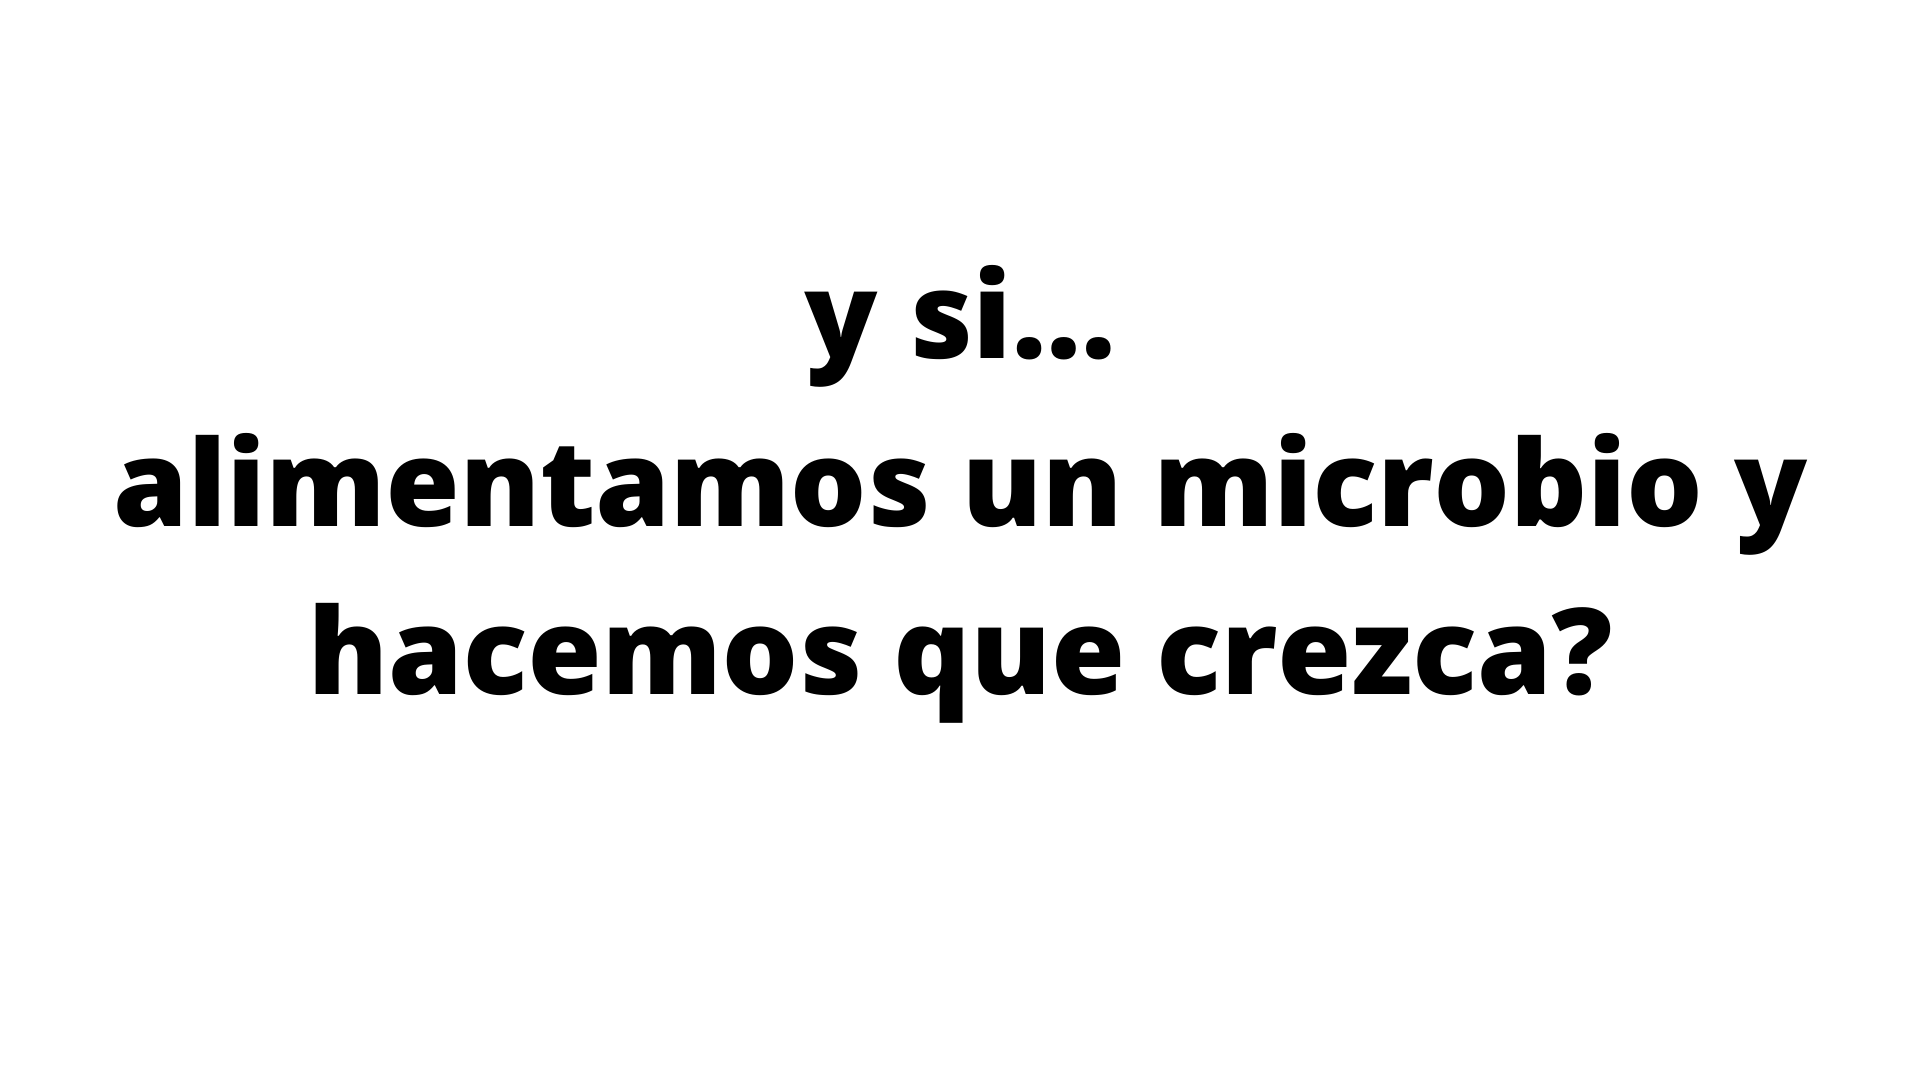 y si...
alimentamos un microbio y
hacemos que crezca?